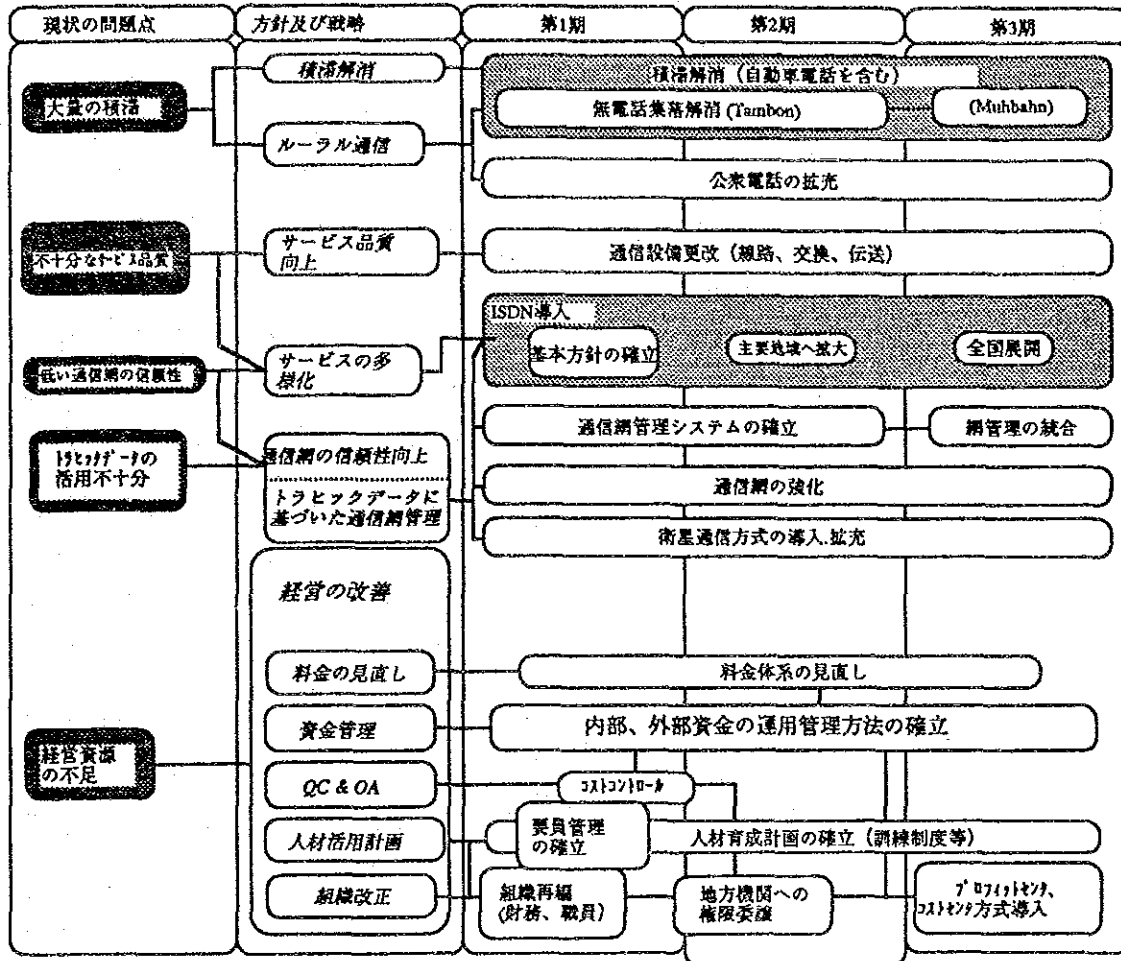 現状の問題点
方針及び戦略
第1期
第2期
第3期
大量の積滞
積滞解消
ルーラル通信
積滞解消（自動車電話を含む）
無電話集落解消 (Tambon)
(Muhbahn)
公衆電話の拡充
不十分なｻｰﾋﾞｽ品質
サービス品質
向上
通信設備更改（線路、交換、伝送）
低い通信網の信頼性
サービスの多
様化
ISDN導入
基本方針の確立
主要地域へ拡大
全国展開
ﾄﾗﾋｯｸﾃﾞｰﾀの
活用不十分
通信網の信頼性向上
トラヒックデータに
基づいた通信網管理
通信網管理システムの確立
網管理の統合
通信網の強化
衛星通信方式の導入.拡充
経営資源
の不足
経営の改善
料金の見直し
料金体系の見直し
資金管理
内部、外部資金の運用管理方法の確立
QC & OA
ｺｽﾄｺﾝﾄﾛｰﾙ
人材活用計画
要員管理
の確立
人材育成計画の確立（訓練制度等）
組織改正
組織再編
(財務、職員）
地方機関への
権限委譲
ﾌﾟﾛﾌｨｯﾄｾﾝﾀ、
ｺｽﾄｾﾝﾀ方式導入